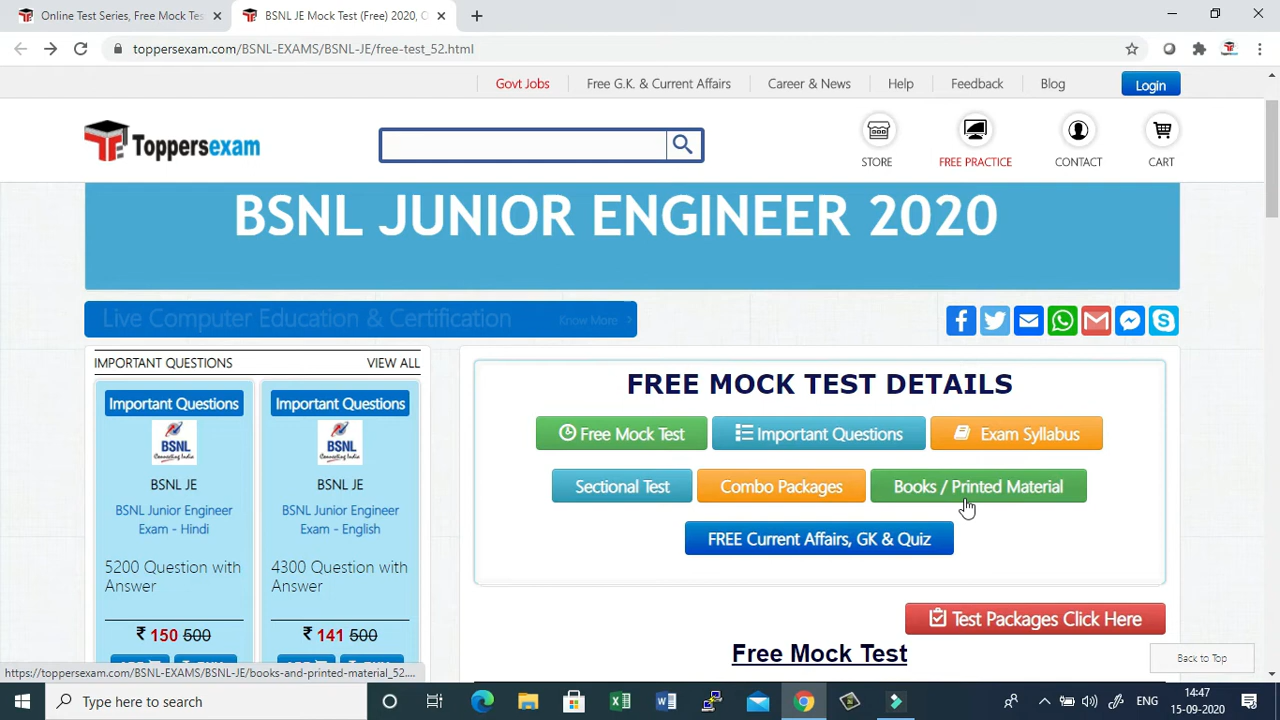 Online Test Series, Free Mock Tes
BSNL JE Mock Test (Free) 2020, O
toppersexam.com/BSNL-EXAMS/BSNL-JE/free-test_52.html
Govt Jobs
Free G.K. & Current Affairs
Career & News
Help
Feedback
Blog
Login
Toppersexam
STORE
FREE PRACTICE
CONTACT
CART
BSNL JUNIOR ENGINEER 2020
Live Computer Education & Certification
Know More
IMPORTANT QUESTIONS
VIEW ALL
Important Questions
BSNL
Connecting India
BSNL JE
BSNL Junior Engineer
Exam - Hindi
5200 Question with
Answer
₹ 150 500
Important Questions
BSNL
Connecting India
BSNL JE
BSNL Junior Engineer
Exam - English
4300 Question with
Answer
₹ 141 500
FREE MOCK TEST DETAILS
Free Mock Test
Important Questions
Exam Syllabus
Sectional Test
Combo Packages
Books / Printed Material
FREE Current Affairs, GK & Quiz
Test Packages Click Here
Free Mock Test
Back to Top
https://toppersexam.com/BSNL-EXAMS/BSNL-JE/books-and-printed-material_52....
Type here to search
ENG
14:47
15-09-2020